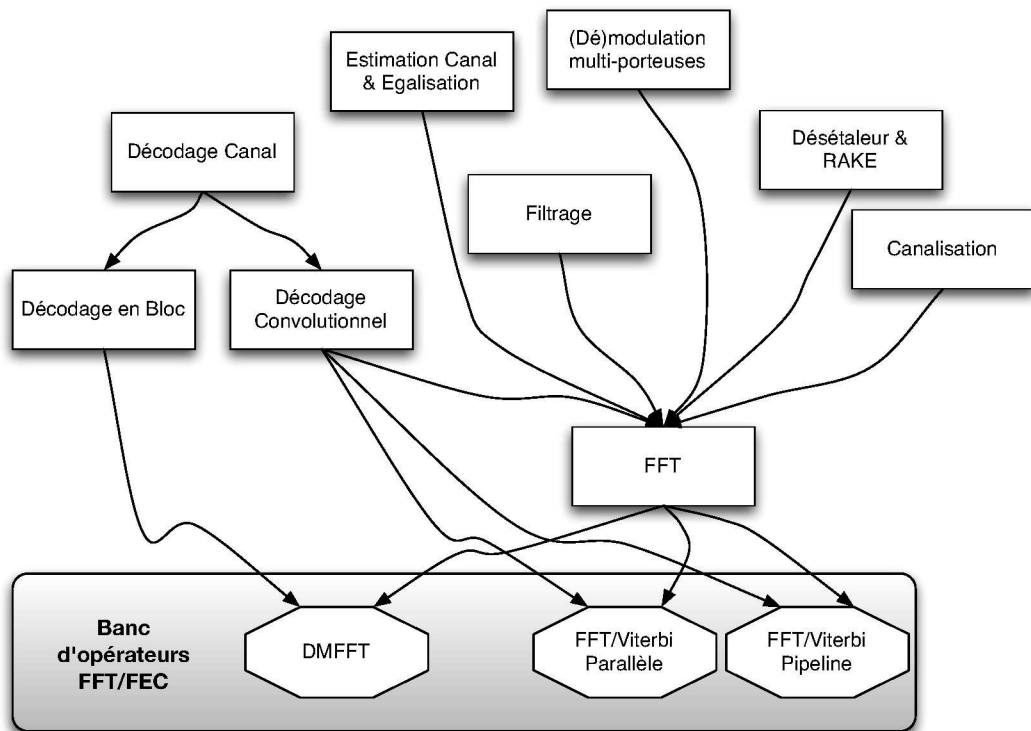 (Dé)modulation
multi-porteuses
Estimation Canal
& Egalisation
Décodage Canal
Désétaleur &
RAKE
Filtrage
Canalisation
Décodage en Bloc
Décodage
Convolutionnel
FFT
Banc
d'opérateurs
FFT/FEC
DMFFT
FFT/Viterbi
Parallèle
FFT/Viterbi
Pipeline